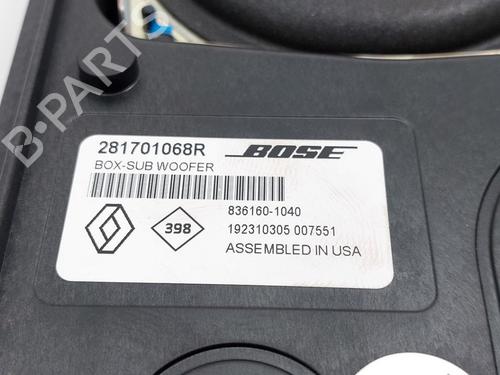 B-PARTS
281701068R BOSE
BOX-SUB WOOFER
836160-1040
398 192310305 007551
ASSEMBLED IN USA